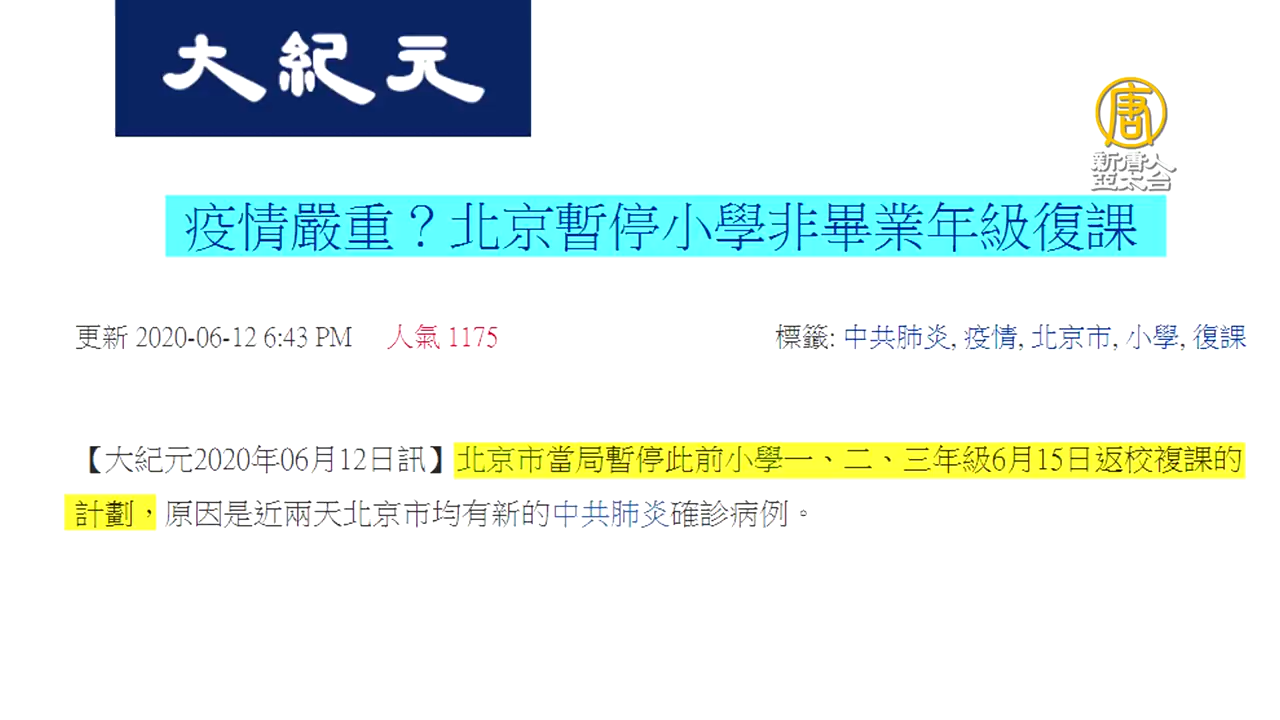 大紀元
新唐人
亞太台
疫情嚴重？北京暫停小學非畢業年級復課
更新 2020-06-12 6:43 PM 人氣 1175 標籤: 中共肺炎, 疫情, 北京市, 小學, 復課
【大紀元2020年06月12日訊】北京市當局暫停此前小學一、二、三年級6月15日返校複課的
計劃，原因是近兩天北京市均有新的中共肺炎確診病例。